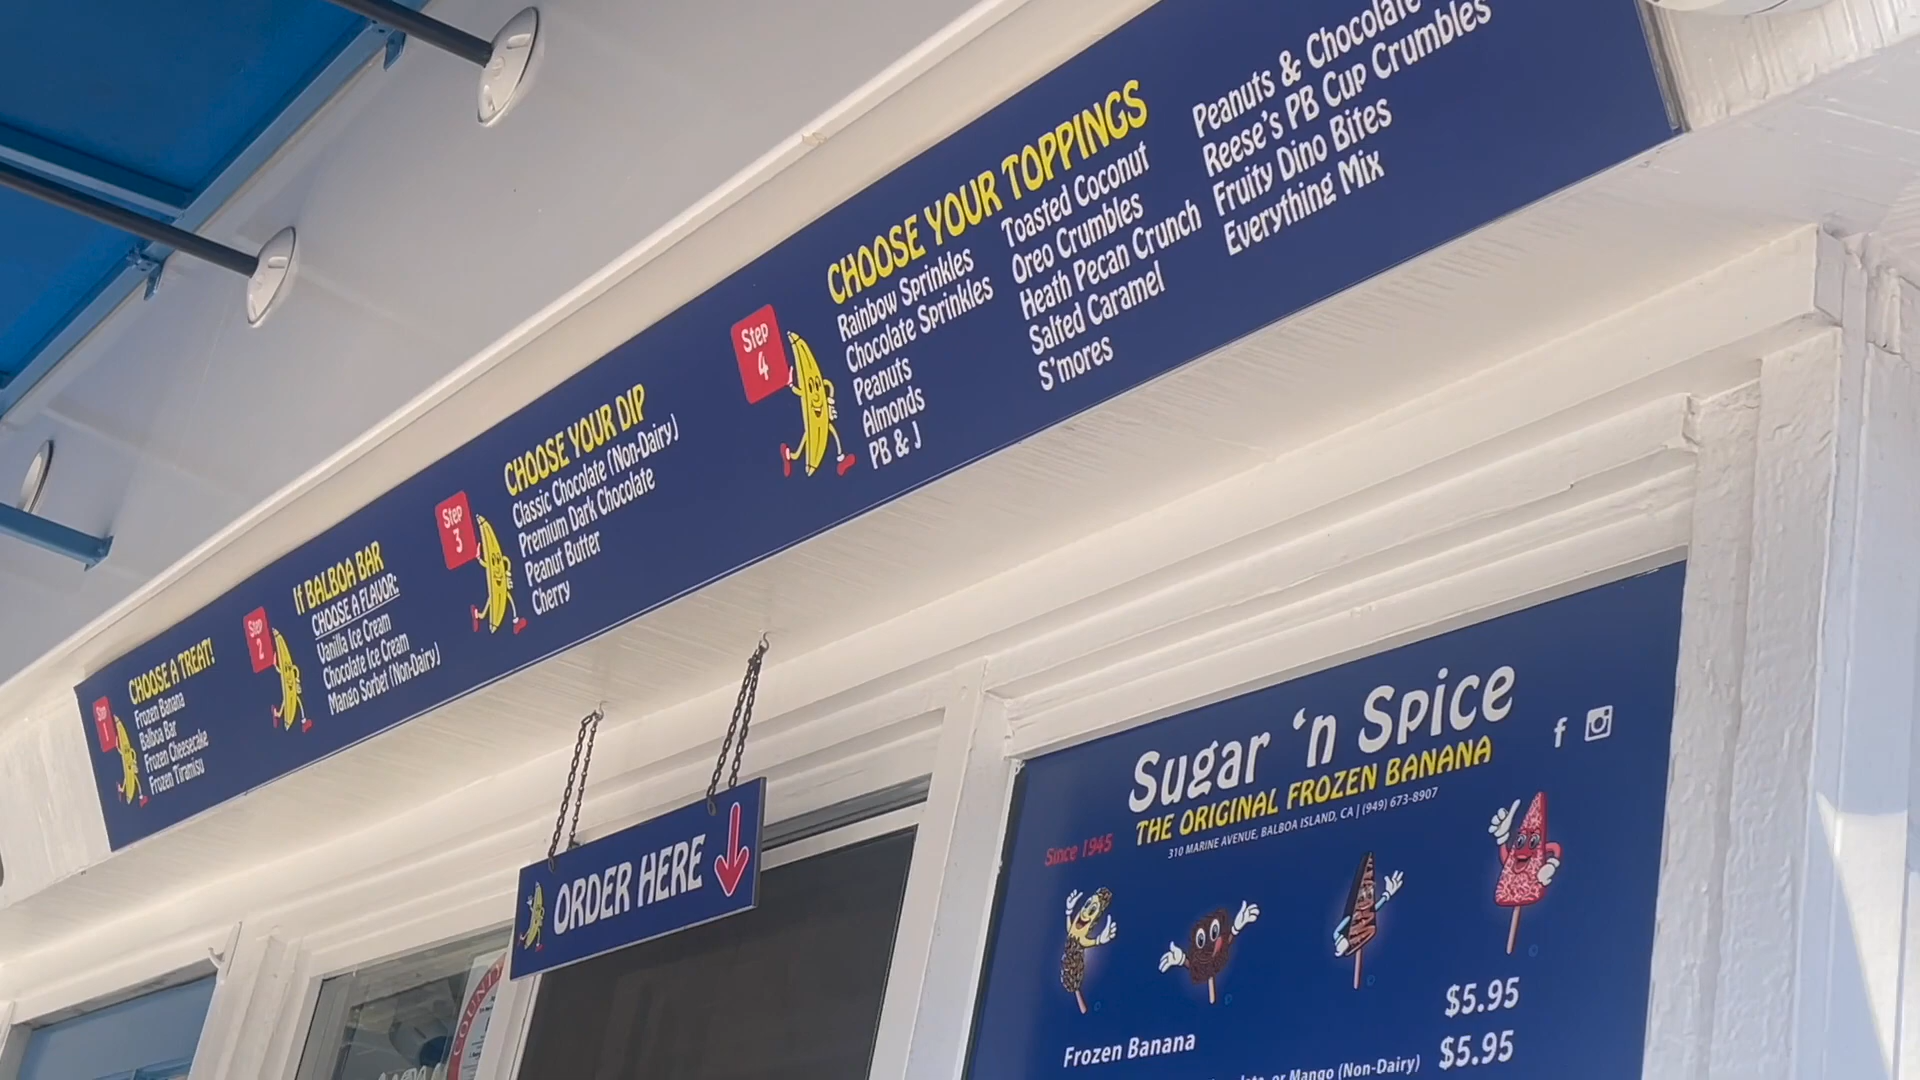 Step
1
CHOOSE A TREAT!
Frozen Banana
Balboa Bar
Frozen Cheesecake
Frozen Tiramisu
Step
2
If BALBOA BAR
CHOOSE A FLAVOR:
Vanilla Ice Cream
Chocolate Ice Cream
Mango Sorbet (Non-Dairy)
Step
3
CHOOSE YOUR DIP
Classic Chocolate (Non-Dairy)
Premium Dark Chocolate
Peanut Butter
Cherry
Step
4
CHOOSE YOUR TOPPINGS
Rainbow Sprinkles
Chocolate Sprinkles
Peanuts
Almonds
PB & J
Toasted Coconut
Oreo Crumbles
Heath Pecan Crunch
Salted Caramel
S'mores
Peanuts & Chocolate
Reese's PB Cup Crumbles
Fruity Dino Bites
Everything Mix
ORDER HERE
Sugar 'n Spice
THE ORIGINAL FROZEN BANANA
310 MARINE AVENUE, BALBOA ISLAND, CA | (949) 673-8907
Since 1945
Frozen Banana $5.95
or Mango (Non-Dairy) $5.95
COUNTY